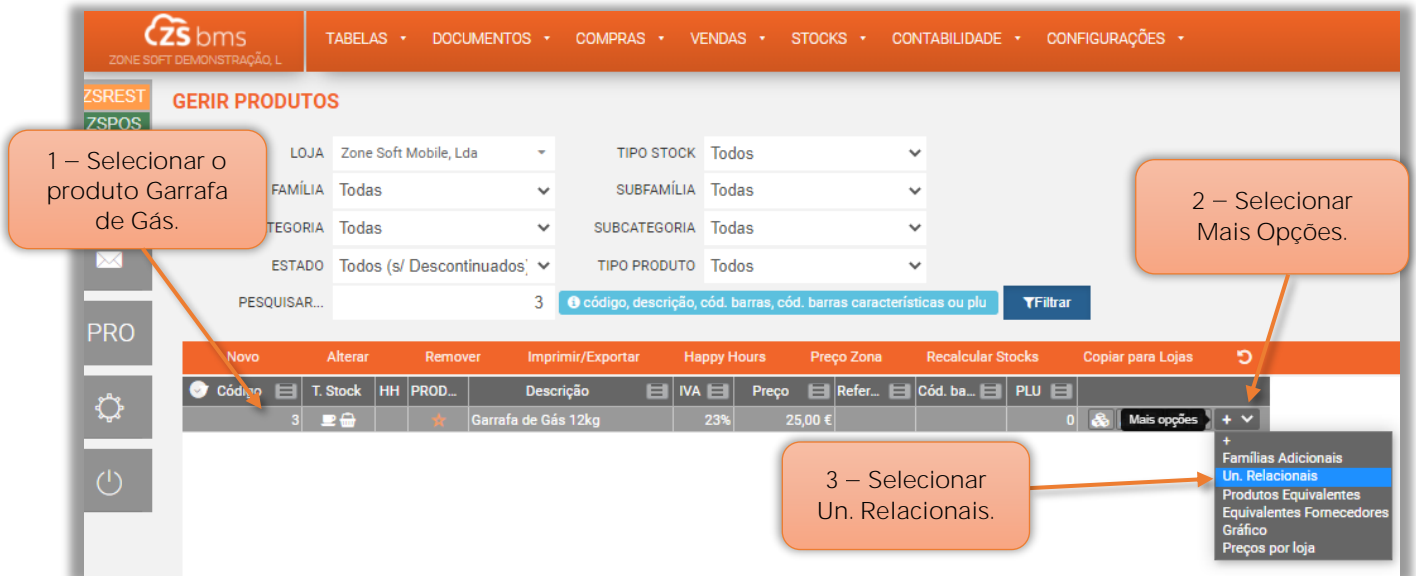 ZS bms
ZONE SOFT DEMONSTRAÇÃO, L
TABELAS DOCUMENTOS COMPRAS VENDAS STOCKS CONTABILIDADE CONFIGURAÇÕES
ZSREST
ZSPOS
GERIR PRODUTOS
1 – Selecionar o
produto Garrafa
de Gás.
LOJA Zone Soft Mobile, Lda TIPO STOCK Todos
FAMÍLIA Todas SUBFAMÍLIA Todas
TEGORIA Todas SUBCATEGORIA Todas
ESTADO Todos (s/ Descontinuados) TIPO PRODUTO Todos
PESQUISAR... 3 código, descrição, cód. barras, cód. barras características ou plu Filtrar
2 – Selecionar
Mais Opções.
PRO
Novo Alterar Remover Imprimir/Exportar Happy Hours Preço Zona Recalcular Stocks Copiar para Lojas
Código T. Stock HH PROD... Descrição IVA Preço Refer... Cód. ba... PLU
3 Garrafa de Gás 12kg 23% 25,00 € 0 Mais opções +
+
Famílias Adicionais
Un. Relacionais
Produtos Equivalentes
Equivalentes Fornecedores
Gráfico
Preços por loja
3 – Selecionar
Un. Relacionais.